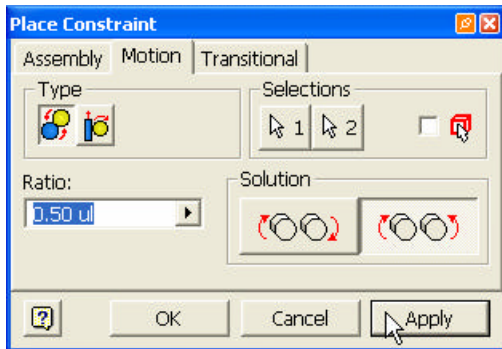 Place Constraint
Assembly Motion Transitional
Type Selections
1 2
Ratio: Solution
0.50 ul
? OK Cancel Apply